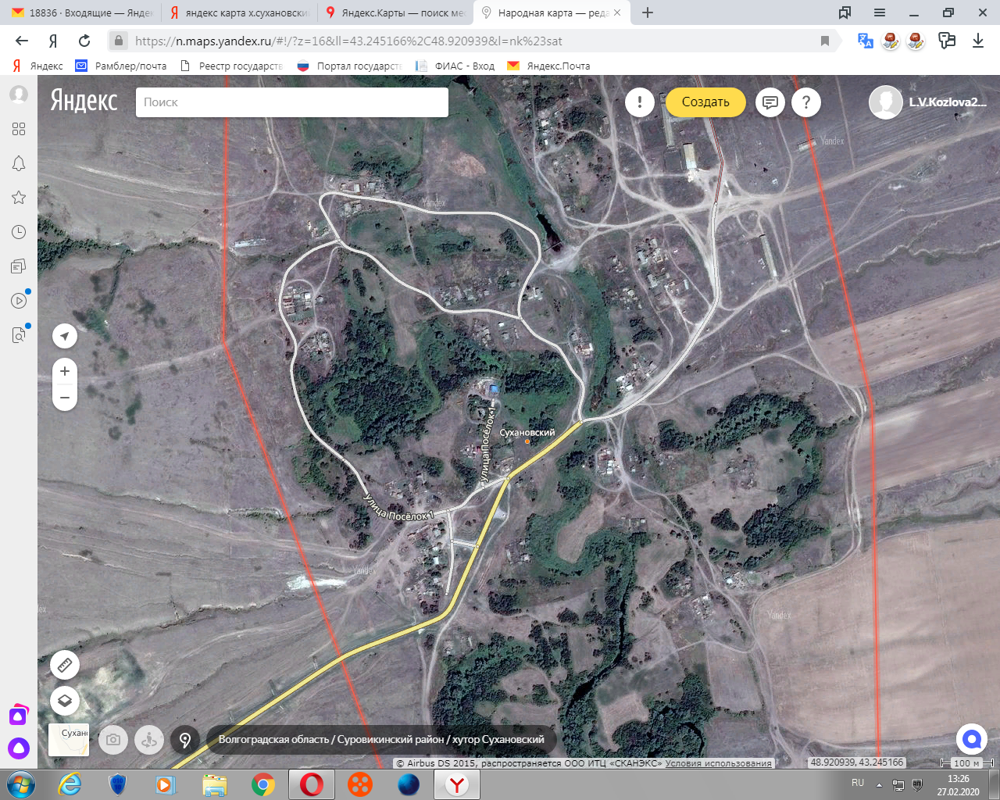 18836 · Входящие — Яндек
яндекс карта х.сухановски
Яндекс.Карты — поиск мес
Народная карта — реда
https://n.maps.yandex.ru/#!/?z=16&ll=43.245166%2C48.920939&l=nk%23sat
Яндекс
Рамблер/почта
Реестр государств
Портал государст
ФИАС - Вход
Яндекс.Почта
Яндекс
Поиск
!
Создать
?
L.V.Kozlova2...
Yandex
Yandex
улица Посёлок 1
Сухановский
улица Посёлок 1
Yandex
Yandex
Сухан
Волгоградская область / Суровикинский район / хутор Сухановский
© Airbus DS 2015, распространяется ООО ИТЦ «СКАНЭКС» Условия использования
48.920939, 43.245166
100 м
RU
13:26
27.02.2020